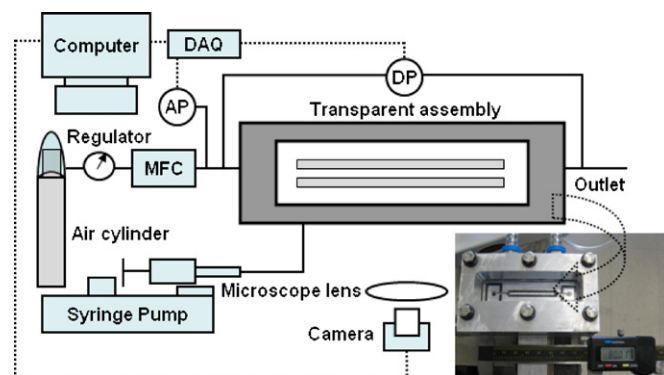 Computer
DAQ
DP
AP
Transparent assembly
Regulator
MFC
Outlet
Air cylinder
Microscope lens
Syringe Pump
Camera